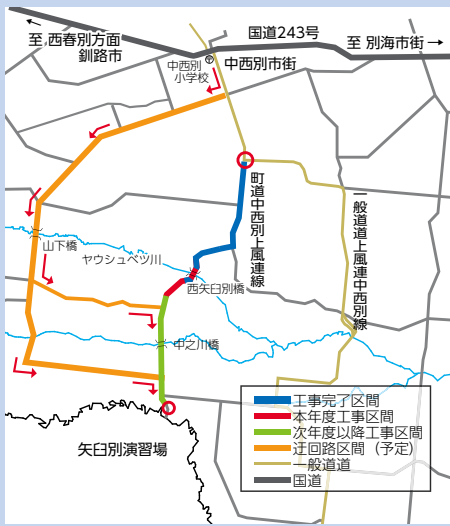 至 西春別方面
釧路市
国道243号
至 別海市街
中西別
小学校
中西別市街
町道中西別上風連線
一般道道上風連中西別線
山下橋
ヤウシュベツ川
西矢臼別橋
中之川橋
矢臼別演習場
工事完了区間
本年度工事区間
次年度以降工事区間
迂回路区間（予定）
一般道道
国道